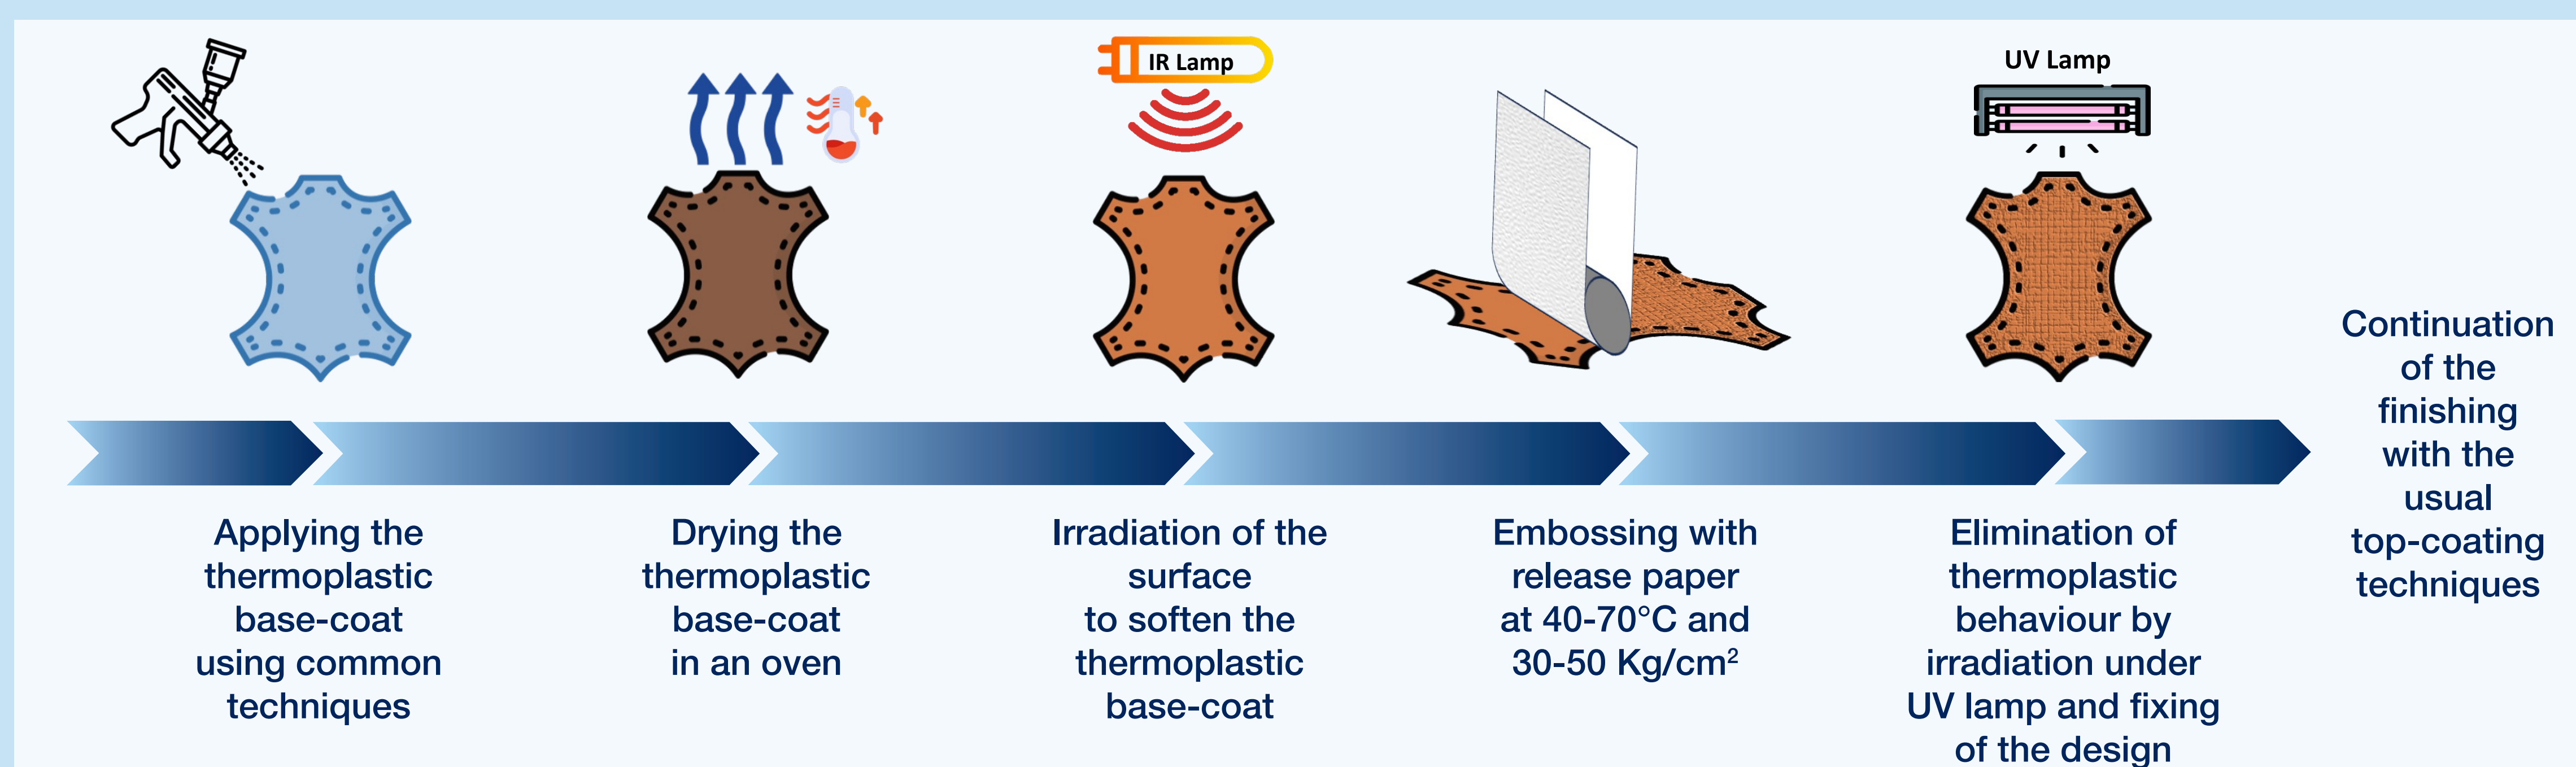 IR Lamp
UV Lamp
Applying the
thermoplastic
base-coat
using common
techniques
Drying the
thermoplastic
base-coat
in an oven
Irradiation of the
surface
to soften the
thermoplastic
base-coat
Embossing with
release paper
at 40-70°C and
30-50 Kg/cm²
Elimination of
thermoplastic
behaviour by
irradiation under
UV lamp and fixing
of the design
Continuation
of the
finishing
with the
usual
top-coating
techniques